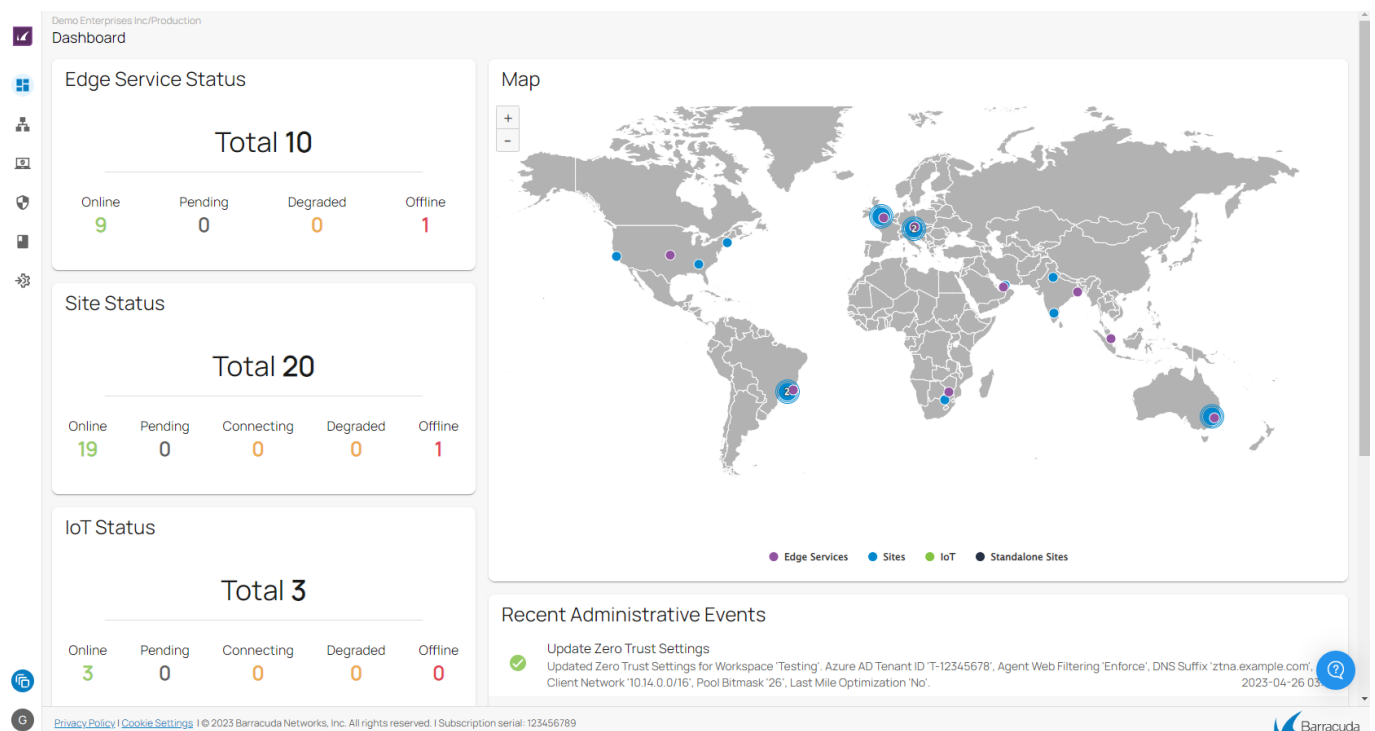 Demo Enterprises Inc/Production
Dashboard
Edge Service Status
Total 10
Online Pending Degraded Offline
9 0 0 1
Site Status
Total 20
Online Pending Connecting Degraded Offline
19 0 0 0 1
IoT Status
Total 3
Online Pending Connecting Degraded Offline
3 0 0 0 0
Map
+
-
2
2
Edge Services Sites IoT Standalone Sites
Recent Administrative Events
Update Zero Trust Settings
Updated Zero Trust Settings for Workspace 'Testing'. Azure AD Tenant ID 'T-12345678', Agent Web Filtering 'Enforce', DNS Suffix 'ztna.example.com',
Client Network '10.14.0.0/16', Pool Bitmask '26', Last Mile Optimization 'No'.
2023-04-26
G
Privacy Policy | Cookie Settings | © 2023 Barracuda Networks, Inc. All rights reserved. | Subscription serial: 123456789
Barracuda